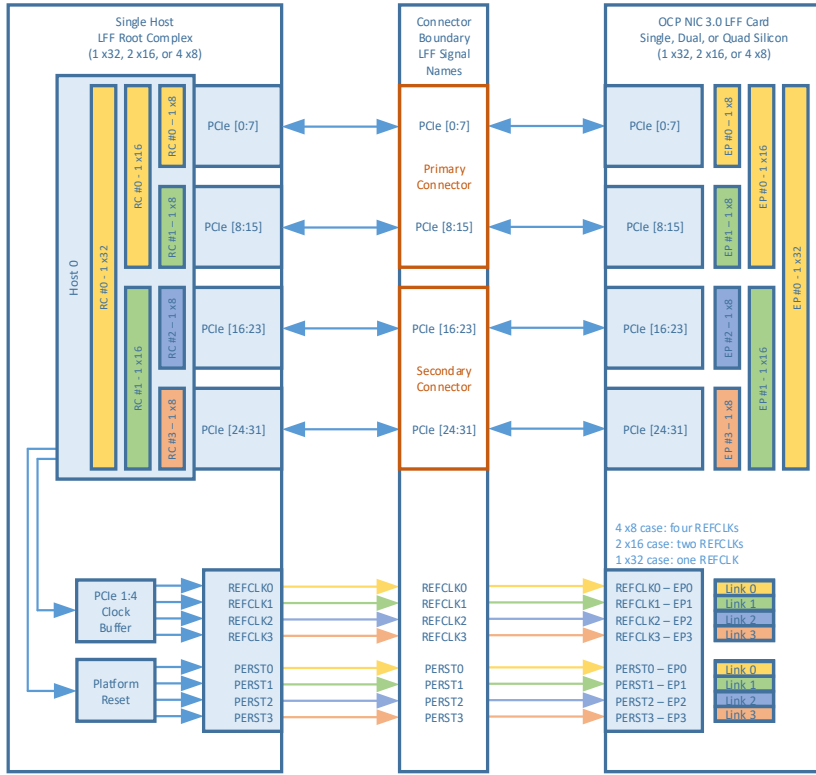 Single Host
LFF Root Complex
(1 x32, 2 x16, or 4 x8)
Host 0
RC #0 - 1 x32
RC #0 - 1 x16
RC #1 - 1 x16
RC #0 – 1 x8
RC #1 – 1 x8
RC #2 – 1 x8
RC #3 – 1 x8
PCIe [0:7]
PCIe [8:15]
PCIe [16:23]
PCIe [24:31]
PCIe 1:4
Clock
Buffer
Platform
Reset
REFCLK0
REFCLK1
REFCLK2
REFCLK3
PERST0
PERST1
PERST2
PERST3
Connector
Boundary
LFF Signal
Names
PCIe [0:7]
Primary
Connector
PCIe [8:15]
PCIe [16:23]
Secondary
Connector
PCIe [24:31]
REFCLK0
REFCLK1
REFCLK2
REFCLK3
PERST0
PERST1
PERST2
PERST3
OCP NIC 3.0 LFF Card
Single, Dual, or Quad Silicon
(1 x32, 2 x16, or 4 x8)
PCIe [0:7]
PCIe [8:15]
PCIe [16:23]
PCIe [24:31]
EP #0 – 1 x8
EP #1 – 1 x8
EP #2 – 1 x8
EP #3 – 1 x8
EP #0 - 1 x16
EP #1 - 1 x16
EP #0 - 1 x32
4 x8 case: four REFCLKs
2 x16 case: two REFCLKs
1 x32 case: one REFCLK
REFCLK0 – EP0
REFCLK1 – EP1
REFCLK2 – EP2
REFCLK3 – EP3
PERST0 – EP0
PERST1 – EP1
PERST2 – EP2
PERST3 – EP3
Link 0
Link 1
Link 2
Link 3
Link 0
Link 1
Link 2
Link 3